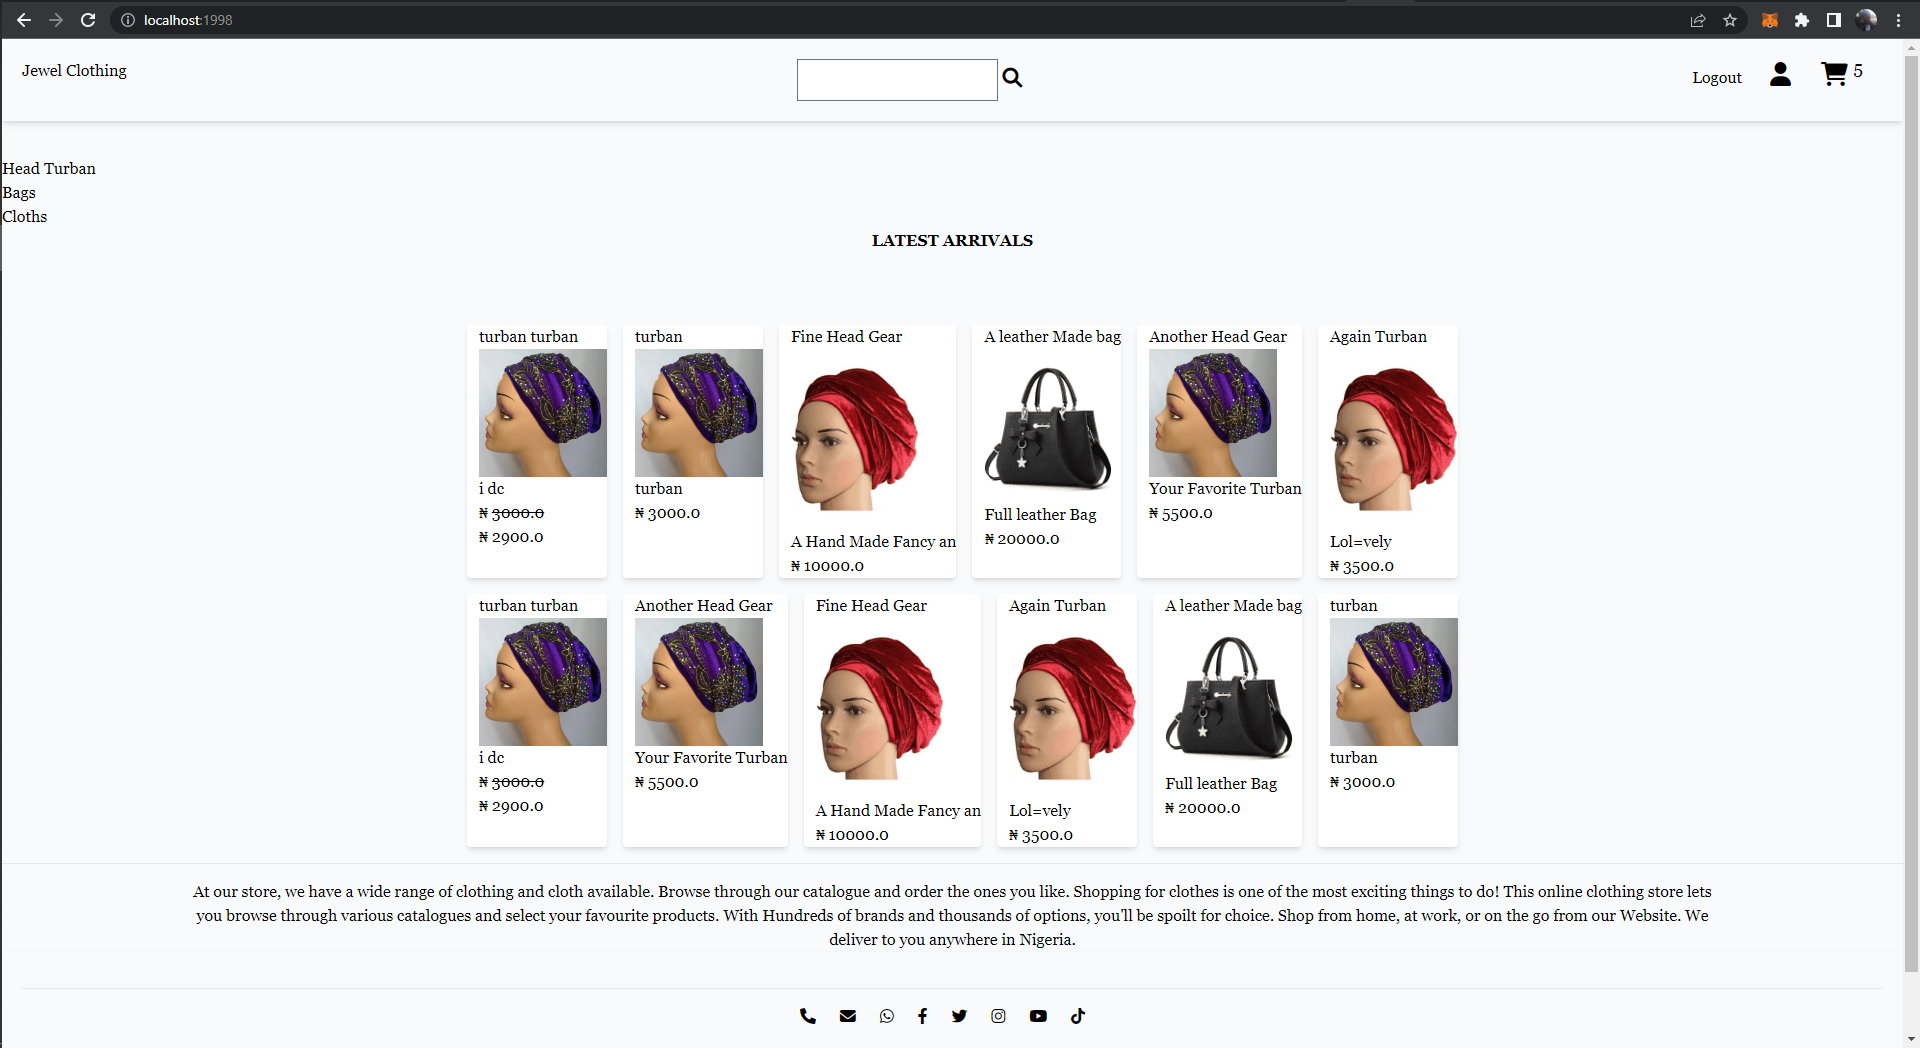 localhost:1998
Jewel Clothing
Logout
5
Head Turban
Bags
Cloths
LATEST ARRIVALS
turban turban
i dc
₦ 3000.0
₦ 2900.0
turban
turban
₦ 3000.0
Fine Head Gear
A Hand Made Fancy an
₦ 10000.0
A leather Made bag
Full leather Bag
₦ 20000.0
Another Head Gear
Your Favorite Turban
₦ 5500.0
Again Turban
Lol=vely
₦ 3500.0
turban turban
i dc
₦ 3000.0
₦ 2900.0
Another Head Gear
Your Favorite Turban
₦ 5500.0
Fine Head Gear
A Hand Made Fancy an
₦ 10000.0
Again Turban
Lol=vely
₦ 3500.0
A leather Made bag
Full leather Bag
₦ 20000.0
turban
turban
₦ 3000.0
At our store, we have a wide range of clothing and cloth available. Browse through our catalogue and order the ones you like. Shopping for clothes is one of the most exciting things to do! This online clothing store lets
you browse through various catalogues and select your favourite products. With Hundreds of brands and thousands of options, you'll be spoilt for choice. Shop from home, at work, or on the go from our Website. We
deliver to you anywhere in Nigeria.